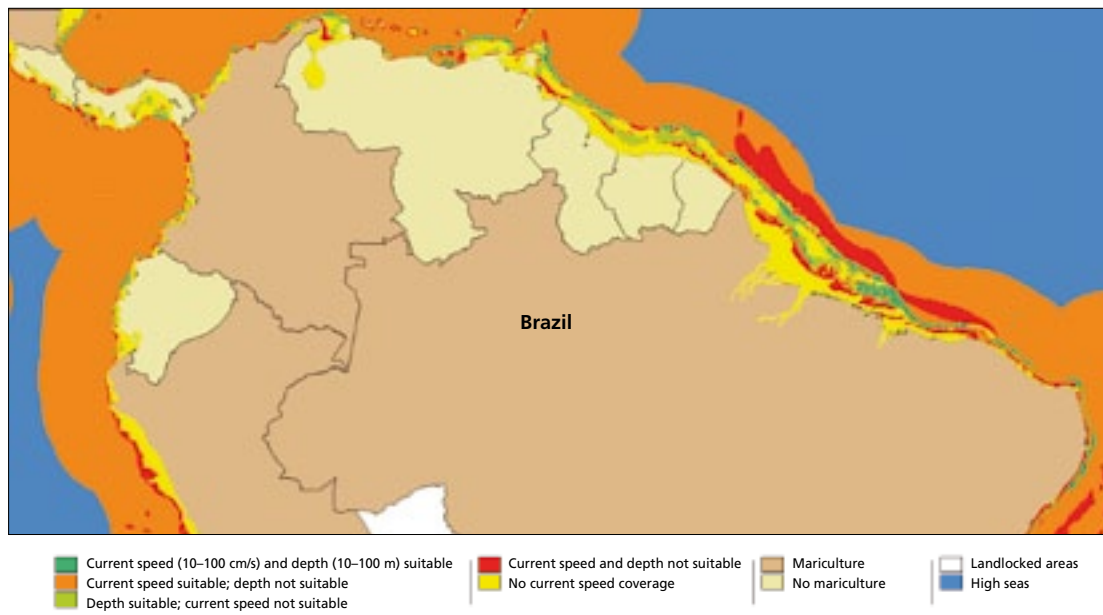 Brazil
Current speed (10–100 cm/s) and depth (10–100 m) suitable
Current speed suitable; depth not suitable
Depth suitable; current speed not suitable
Current speed and depth not suitable
No current speed coverage
Mariculture
No mariculture
Landlocked areas
High seas